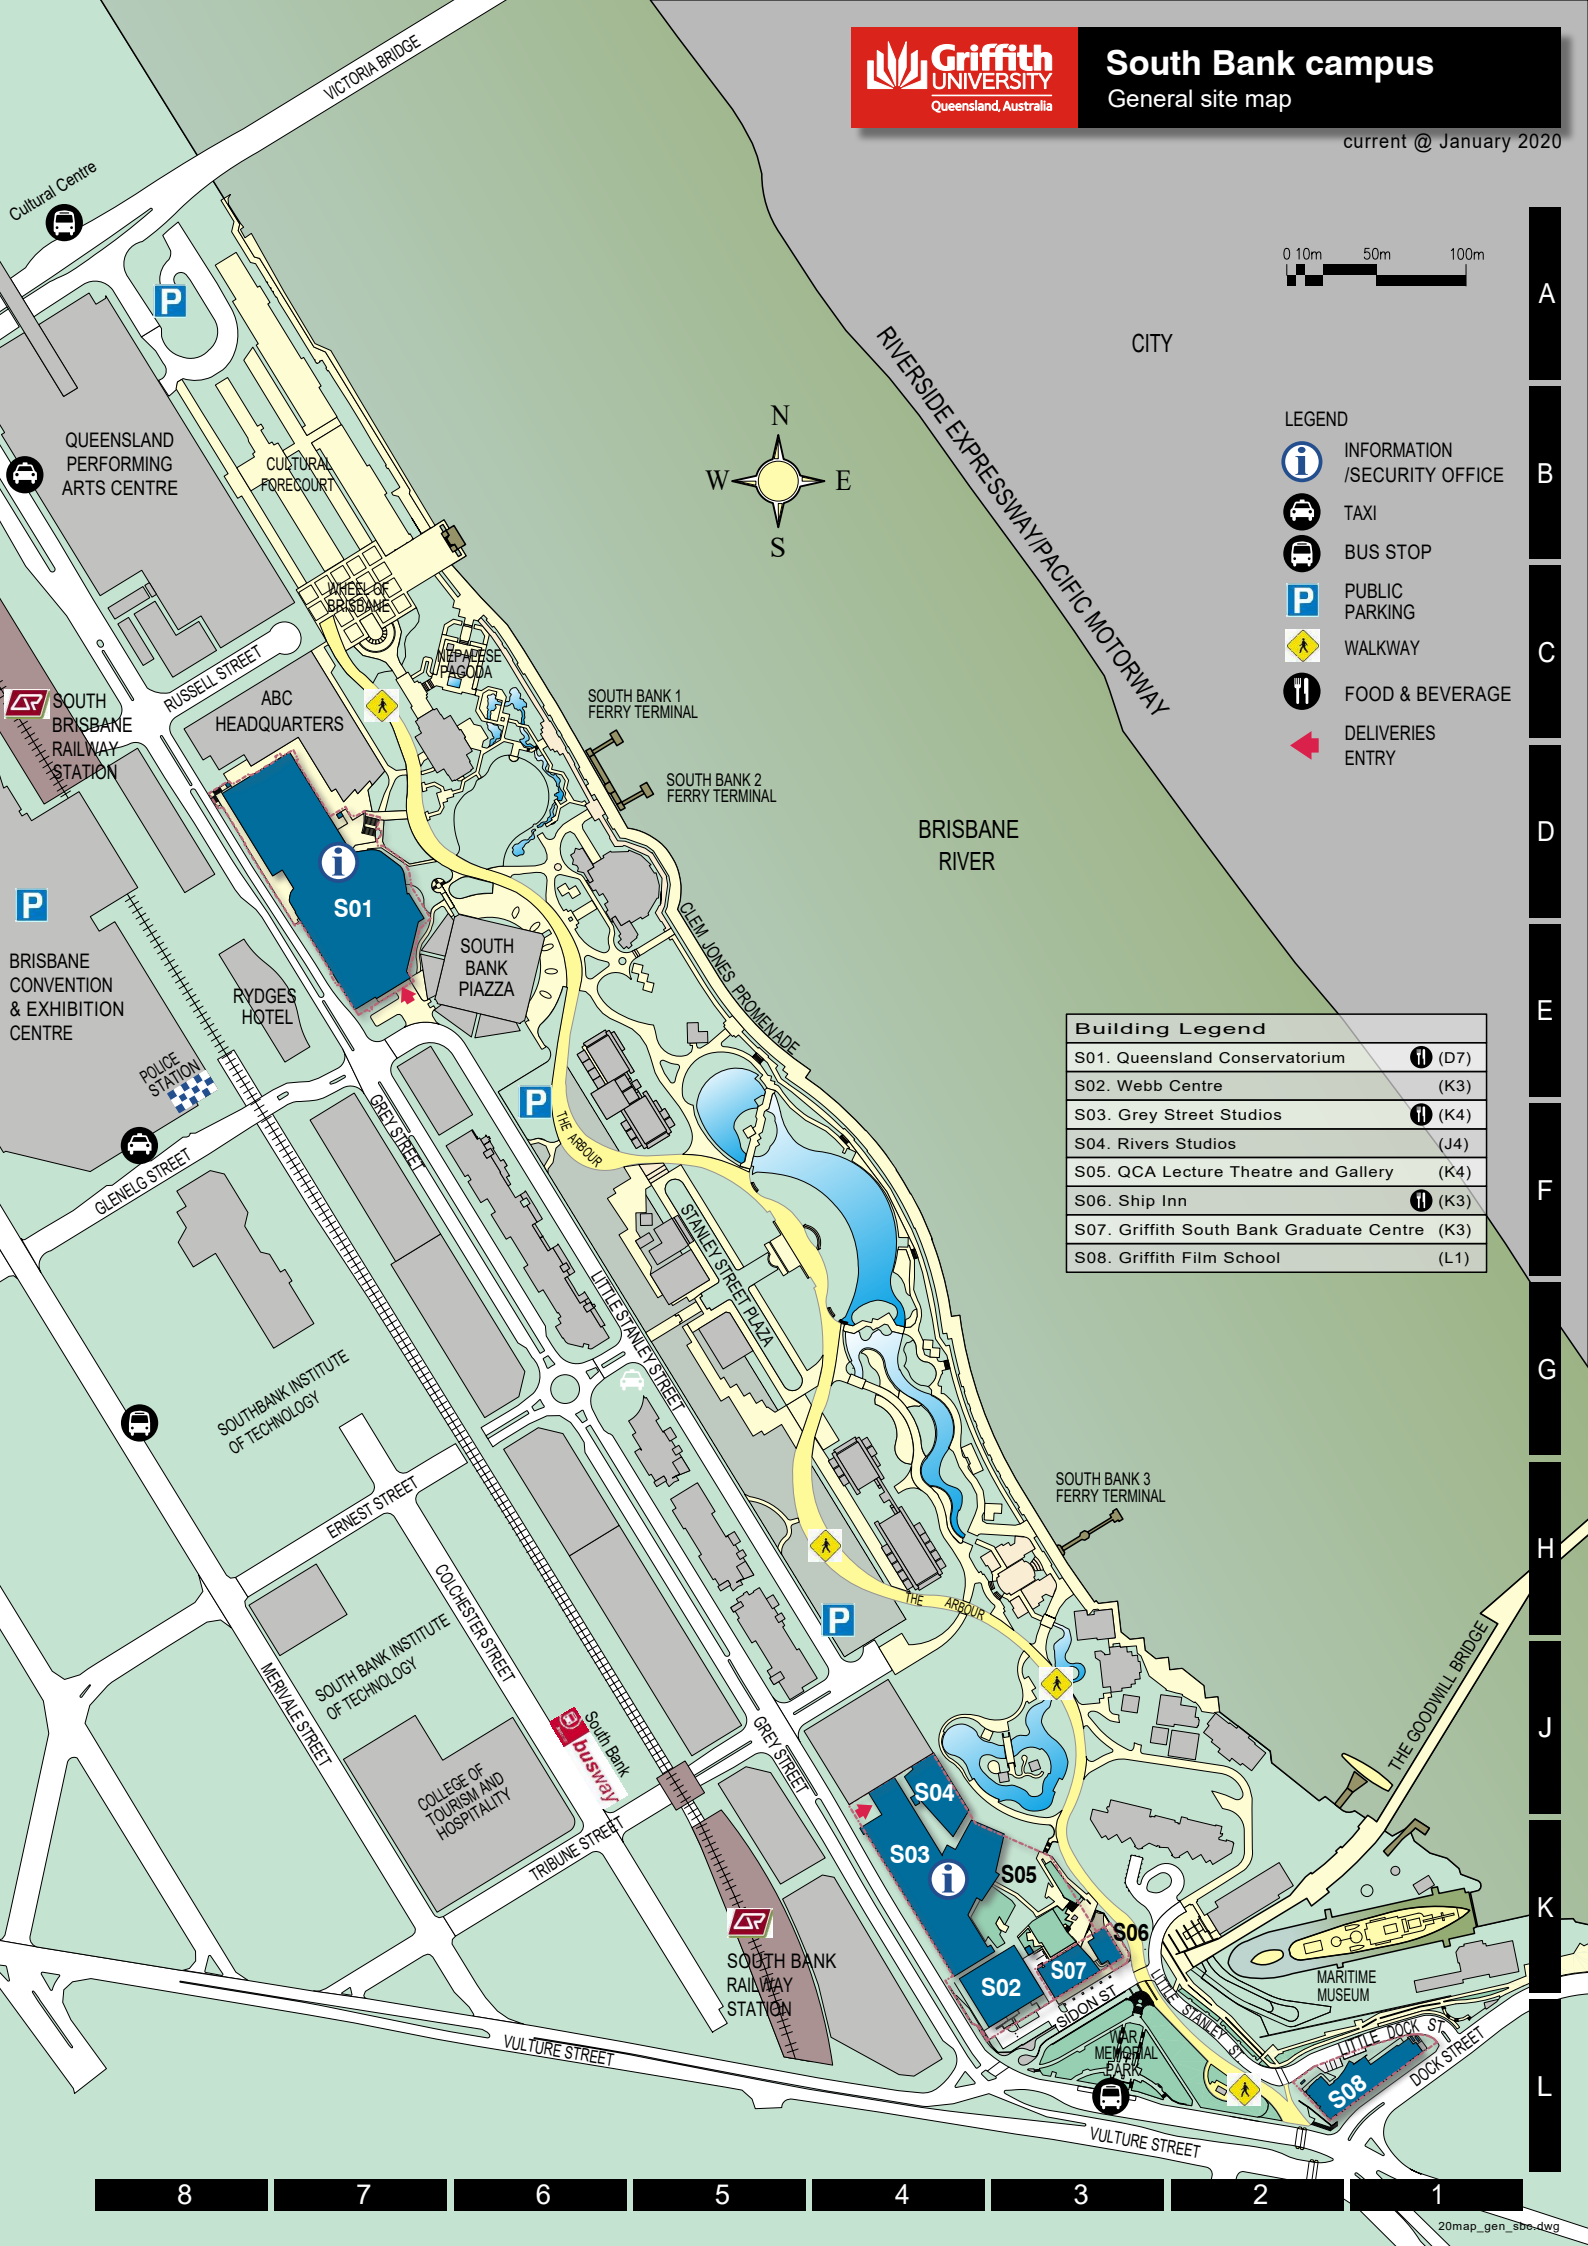 VICTORIA BRIDGE
Griffith
UNIVERSITY
Queensland, Australia
South Bank campus
General site map
current @ January 2020
Cultural Centre
P
0 10m 50m 100m
A
CITY
RIVERSIDE EXPRESSWAY/PACIFIC MOTORWAY
LEGEND
INFORMATION
/SECURITY OFFICE
TAXI
BUS STOP
P
PUBLIC
PARKING
WALKWAY
FOOD & BEVERAGE
DELIVERIES
ENTRY
B
C
D
E
F
G
H
J
K
L
N
W
E
S
QUEENSLAND
PERFORMING
ARTS CENTRE
CULTURAL
FORECOURT
WHEEL OF
BRISBANE
NEPALESE
PAGODA
RUSSELL STREET
SOUTH
BRISBANE
RAILWAY
STATION
ABC
HEADQUARTERS
SOUTH BANK 1
FERRY TERMINAL
SOUTH BANK 2
FERRY TERMINAL
BRISBANE
RIVER
i
S01
P
BRISBANE
CONVENTION
& EXHIBITION
CENTRE
RYDGES
HOTEL
SOUTH
BANK
PIAZZA
CLEM JONES PROMENADE
POLICE
STATION
P
THE ARBOUR
GREY STREET
GLENELG STREET
Building Legend
S01. Queensland Conservatorium (D7)
S02. Webb Centre (K3)
S03. Grey Street Studios (K4)
S04. Rivers Studios (J4)
S05. QCA Lecture Theatre and Gallery (K4)
S06. Ship Inn (K3)
S07. Griffith South Bank Graduate Centre (K3)
S08. Griffith Film School (L1)
STANLEY STREET PLAZA
LITTLE STANLEY STREET
SOUTHBANK INSTITUTE
OF TECHNOLOGY
ERNEST STREET
COLCHESTER STREET
SOUTH BANK 3
FERRY TERMINAL
THE ARBOUR
P
MERIVALE STREET
SOUTH BANK INSTITUTE
OF TECHNOLOGY
THE GOODWILL BRIDGE
South Bank
busway
GREY STREET
COLLEGE OF
TOURISM AND
HOSPITALITY
TRIBUNE STREET
S04
S03
i
S05
S06
S07
S02
SOUTH BANK
RAILWAY
STATION
SIDON ST
LITTLE STANLEY ST
MARITIME
MUSEUM
WAR
MEMORIAL
PARK
LITTLE DOCK ST
DOCK STREET
S08
VULTURE STREET
VULTURE STREET
8 7 6 5 4 3 2 1
20map_gen_sbc.dwg